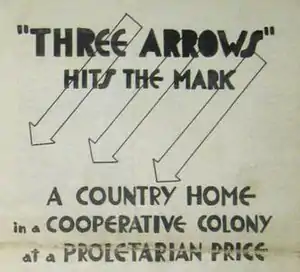 "THREE ARROWS"
HITS THE MARK
A COUNTRY HOME
in a COOPERATIVE COLONY
at a PROLETARIAN PRICE